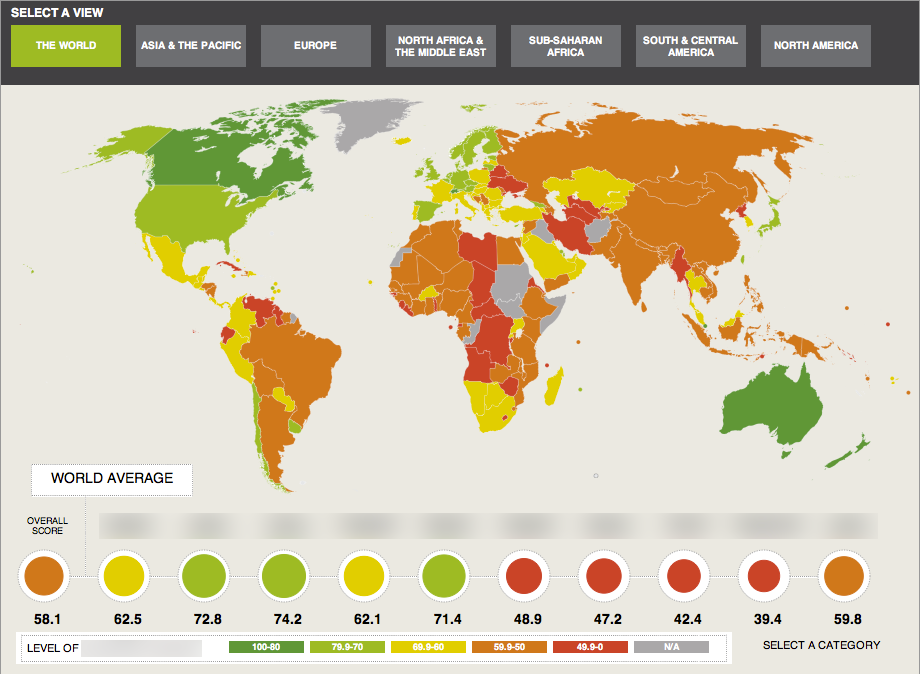 SELECT A VIEW
THE WORLD
ASIA & THE PACIFIC
EUROPE
NORTH AFRICA &
THE MIDDLE EAST
SUB-SAHARAN
AFRICA
SOUTH & CENTRAL
AMERICA
NORTH AMERICA
WORLD AVERAGE
OVERALL
SCORE
58.1
62.5
72.8
74.2
62.1
71.4
48.9
47.2
42.4
39.4
59.8
LEVEL OF
100-80
79.9-70
69.9-60
59.9-50
49.9-0
N/A
SELECT A CATEGORY